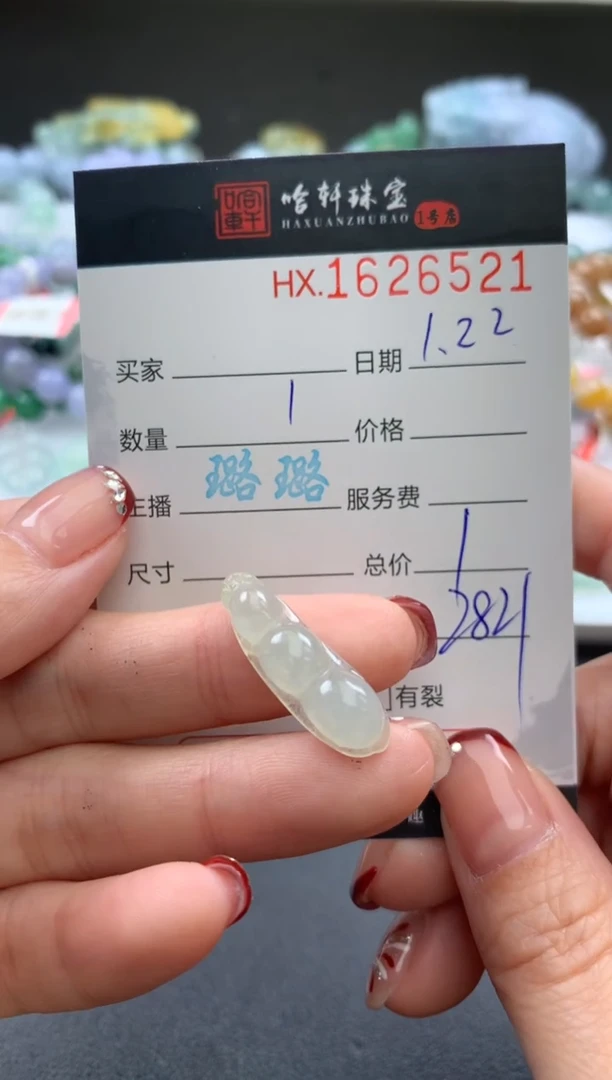 哈轩珠宝
HAXUANZHUBAO 1号店
HX.1626521
买家 日期 1.22
数量 1 价格
主播 璐璐 服务费
尺寸 总价
有裂